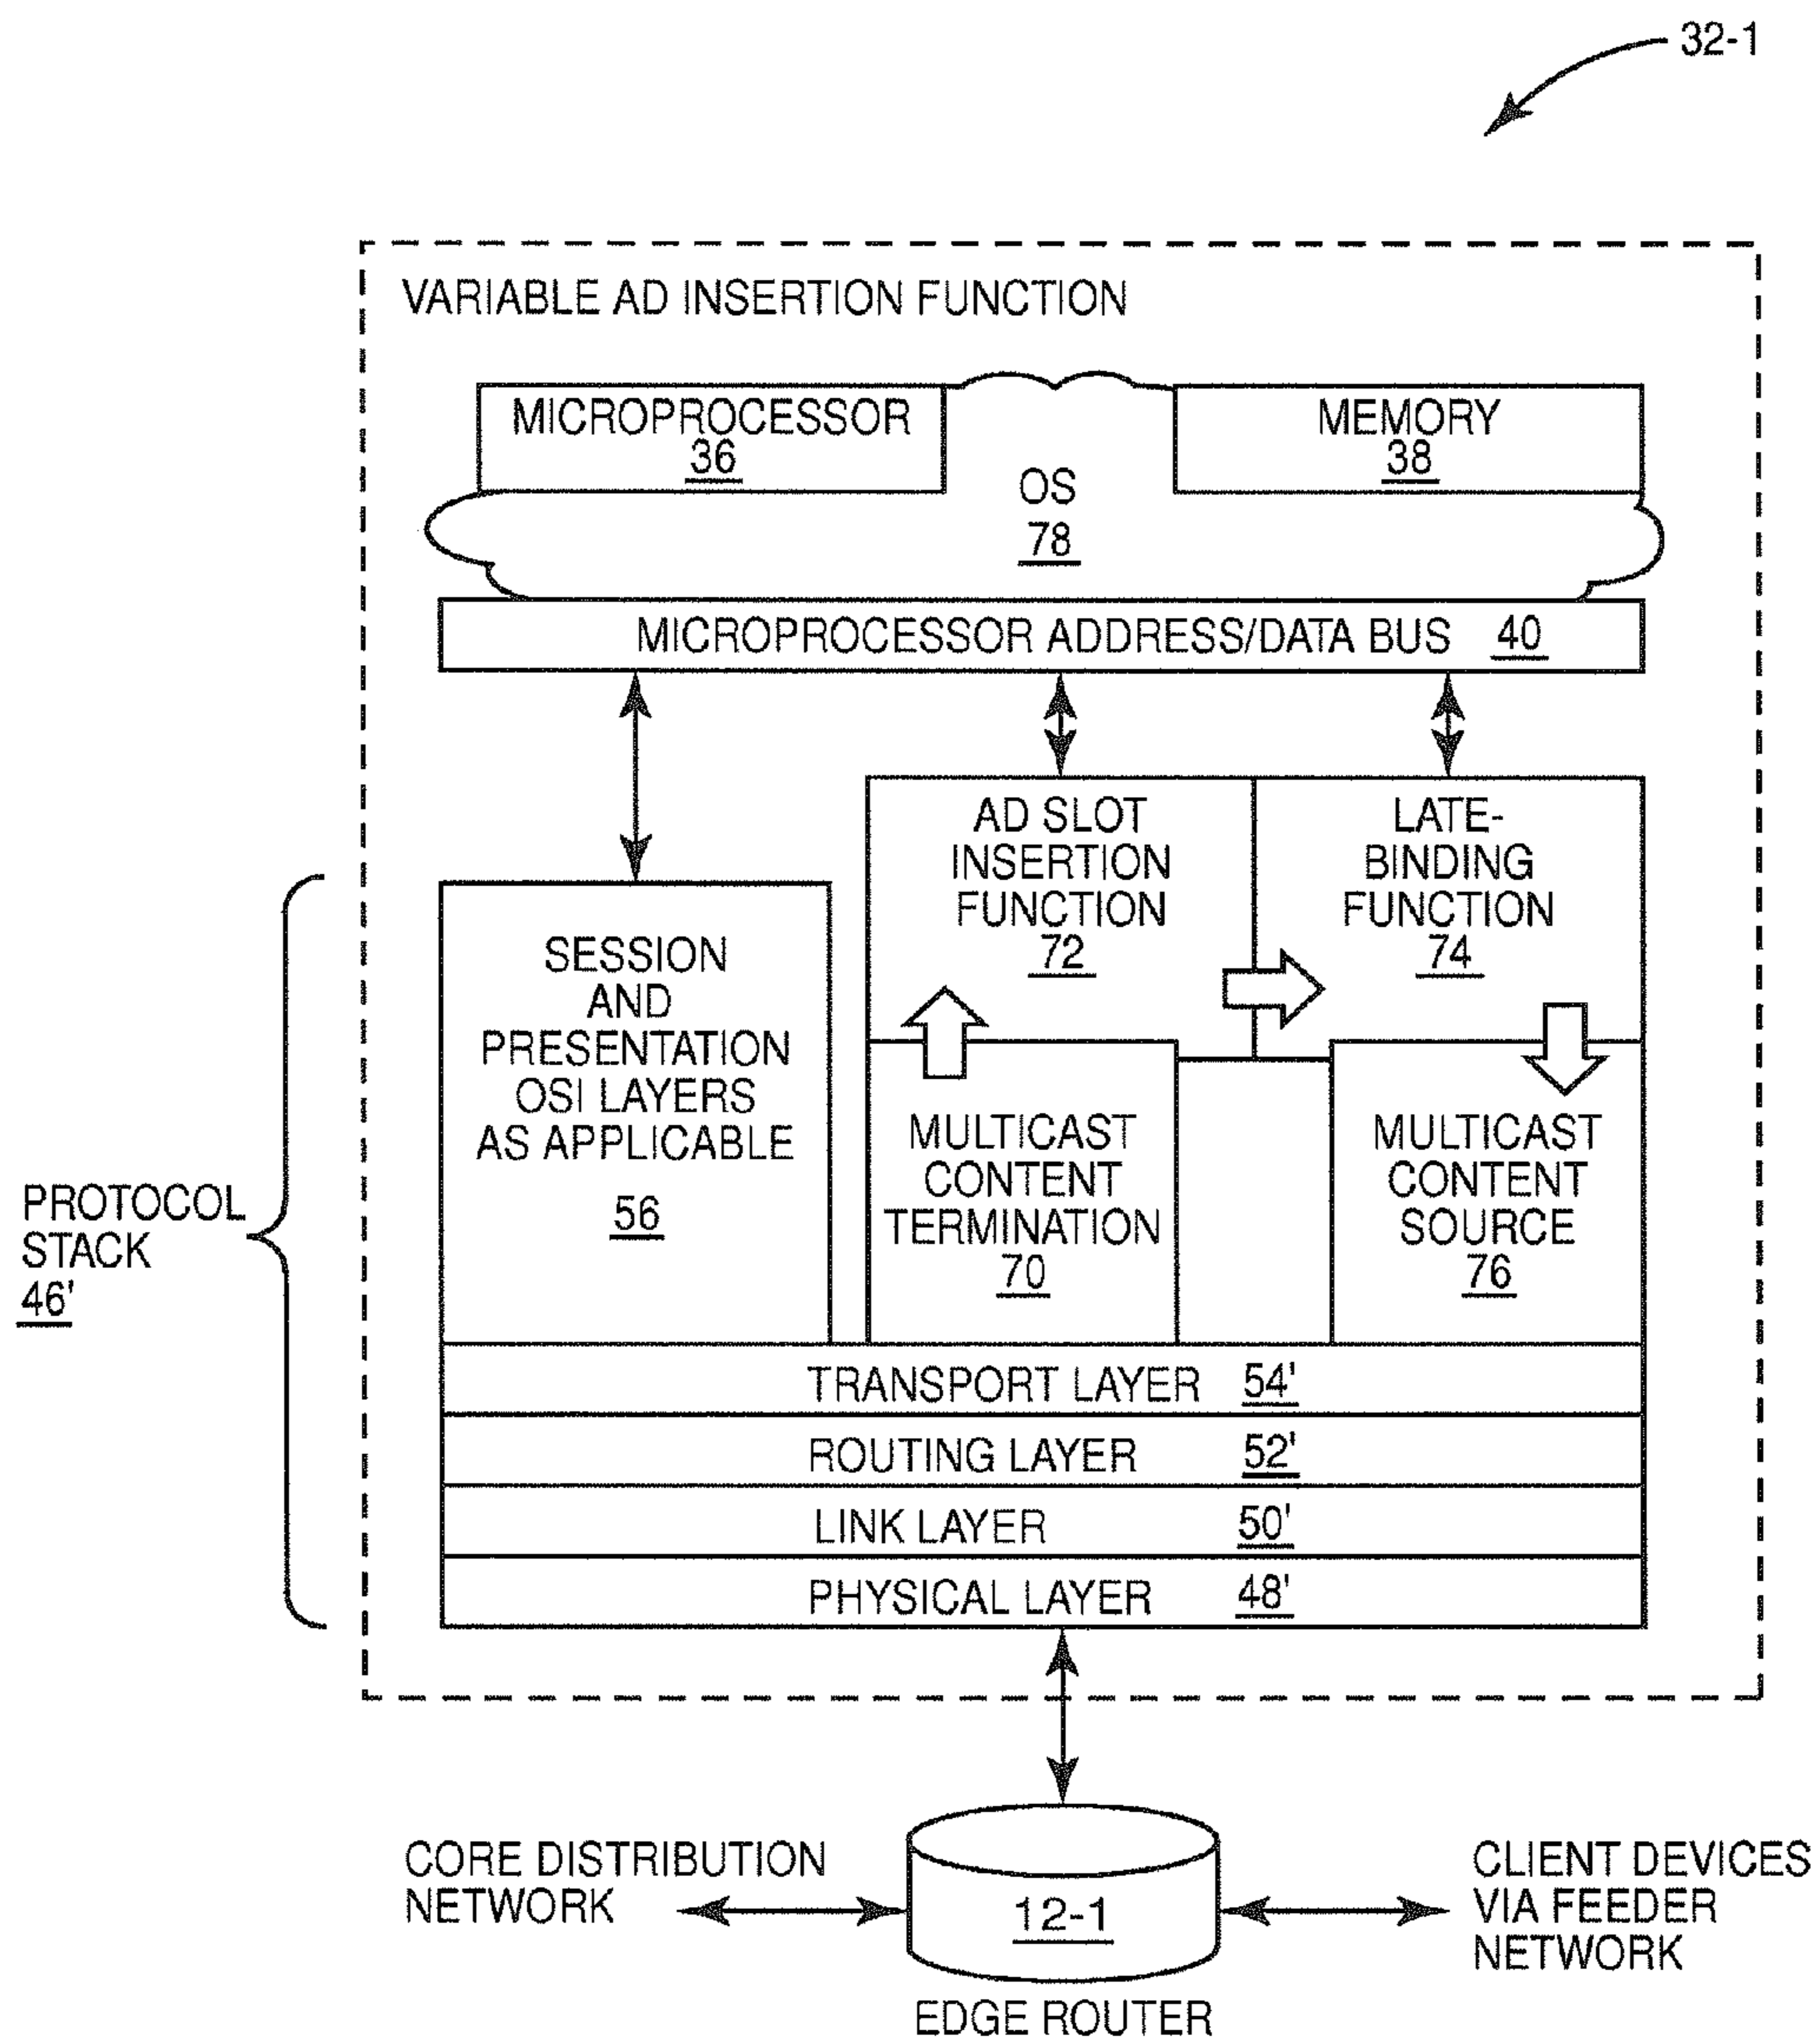 32-1
VARIABLE AD INSERTION FUNCTION
MICROPROCESSOR
36
MEMORY
38
OS
78
MICROPROCESSOR ADDRESS/DATA BUS 40
AD SLOT
INSERTION
FUNCTION
72
LATE-
BINDING
FUNCTION
74
SESSION
AND
PRESENTATION
OSI LAYERS
AS APPLICABLE
56
MULTICAST
CONTENT
TERMINATION
70
MULTICAST
CONTENT
SOURCE
76
PROTOCOL
STACK
46'
TRANSPORT LAYER 54'
ROUTING LAYER 52'
LINK LAYER 50'
PHYSICAL LAYER 48'
CORE DISTRIBUTION
NETWORK
12-1
EDGE ROUTER
CLIENT DEVICES
VIA FEEDER
NETWORK